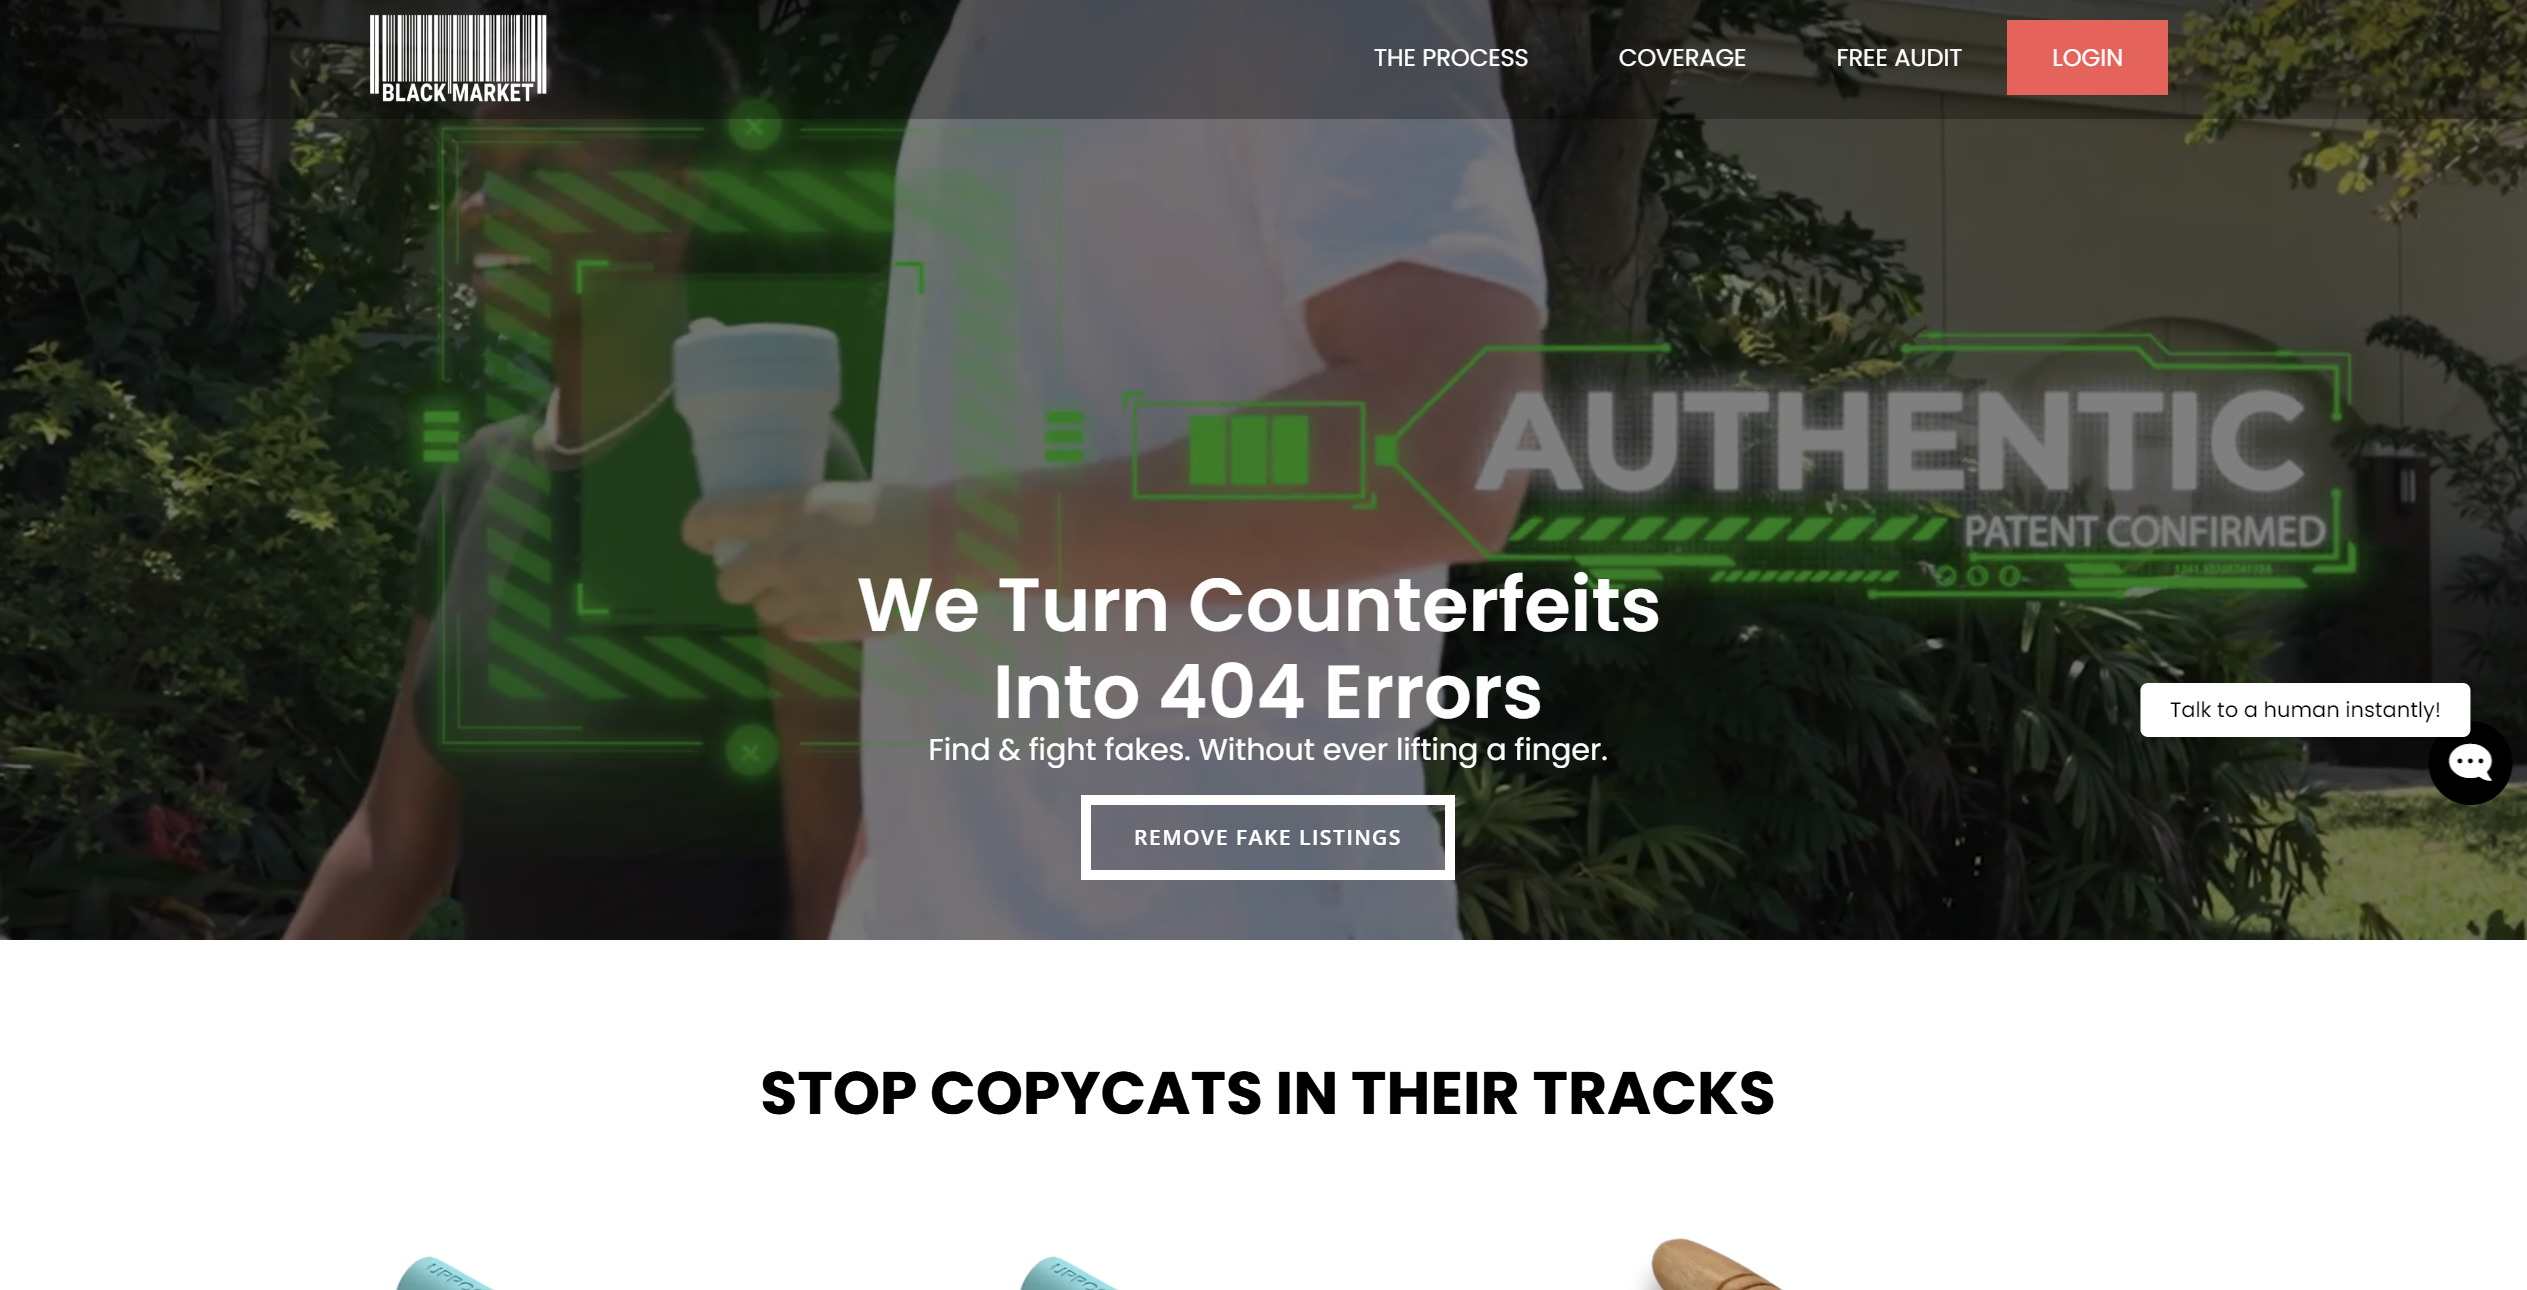 BLACK MARKET
THE PROCESS
COVERAGE
FREE AUDIT
LOGIN
AUTHENTIC
PATENT CONFIRMED
We Turn Counterfeits
Into 404 Errors
Find & fight fakes. Without ever lifting a finger.
Talk to a human instantly!
REMOVE FAKE LISTINGS
STOP COPYCATS IN THEIR TRACKS